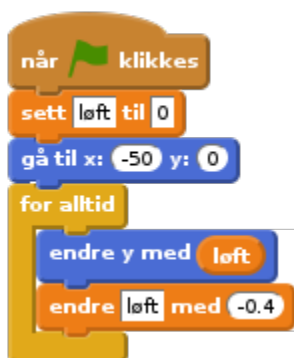 når klikkes
sett løft til 0
gå til x: -50 y: 0
for alltid
endre y med løft
endre løft med -0.4